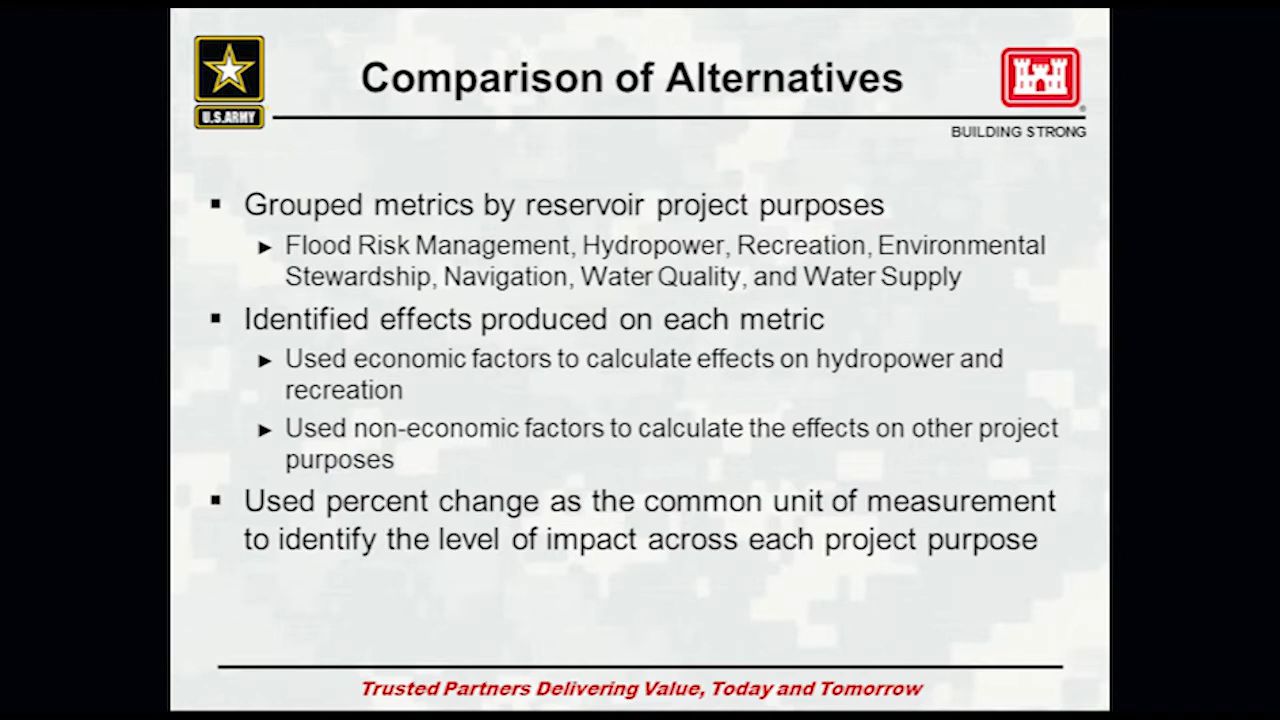 Comparison of Alternatives
U.S.ARMY
®
BUILDING STRONG
▪ Grouped metrics by reservoir project purposes
► Flood Risk Management, Hydropower, Recreation, Environmental
Stewardship, Navigation, Water Quality, and Water Supply
▪ Identified effects produced on each metric
► Used economic factors to calculate effects on hydropower and
recreation
► Used non-economic factors to calculate the effects on other project
purposes
▪ Used percent change as the common unit of measurement
to identify the level of impact across each project purpose
Trusted Partners Delivering Value, Today and Tomorrow